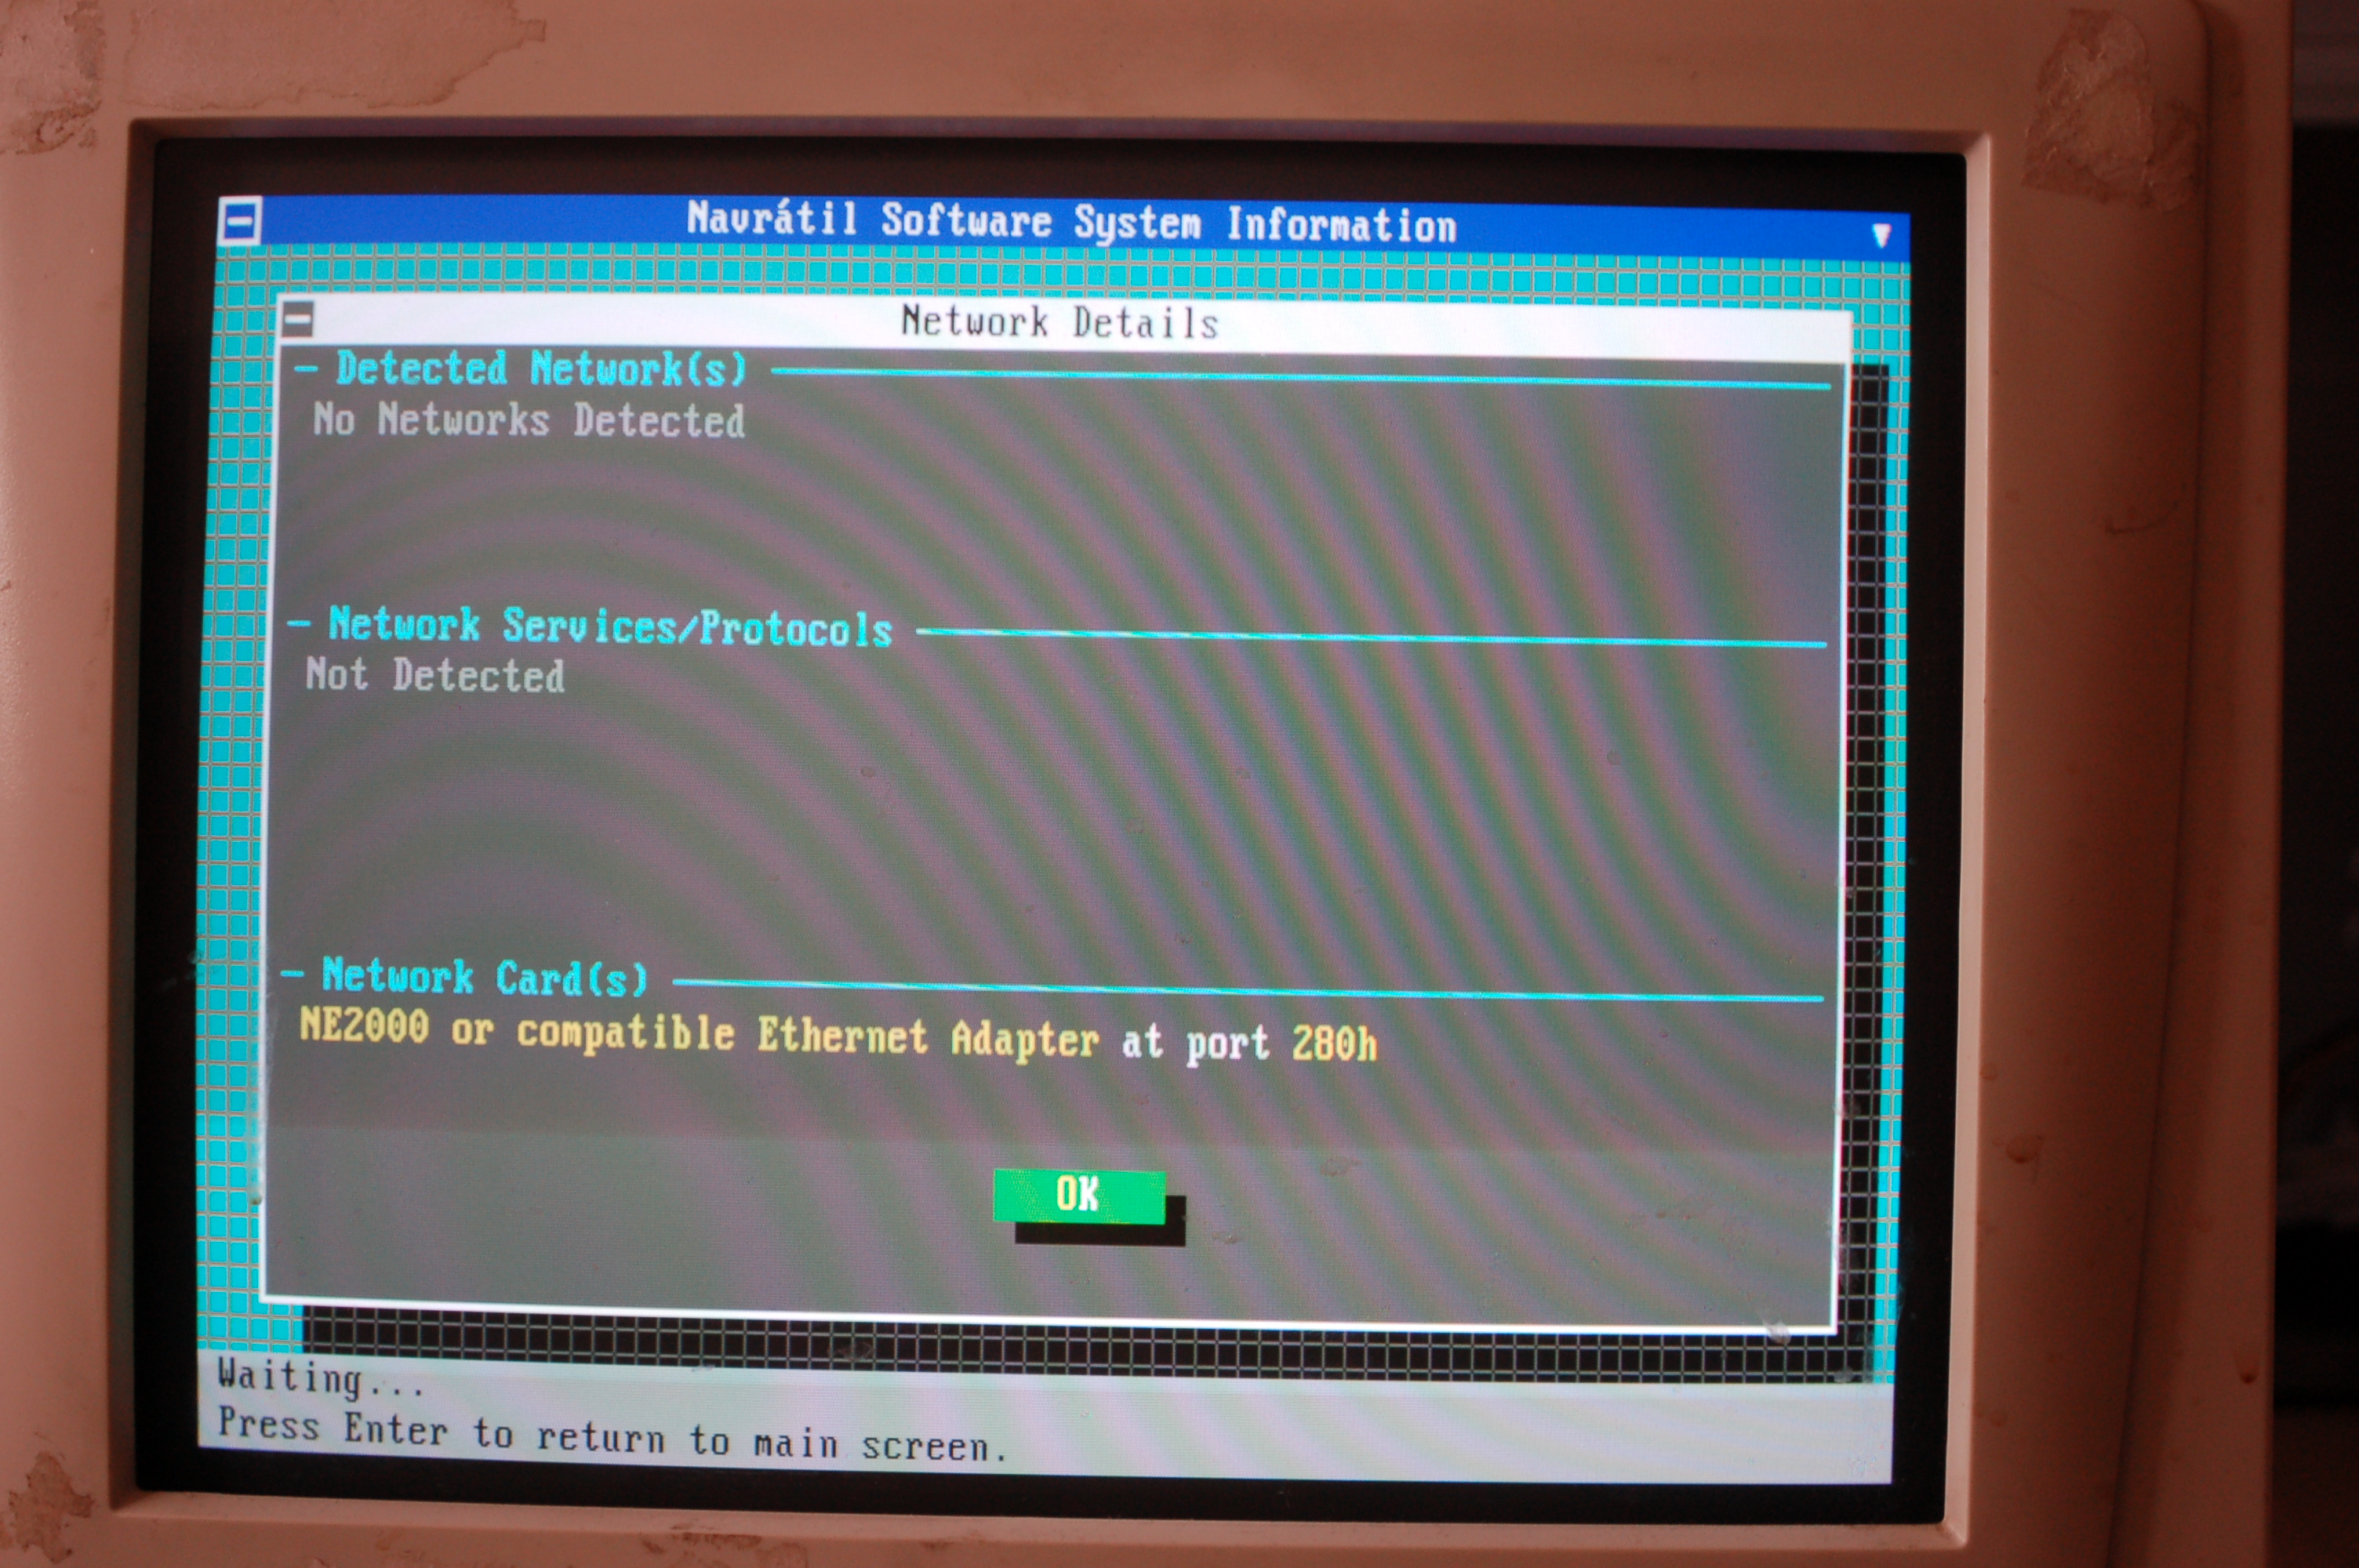 Navrátil Software System Information
Network Details
Detected Network(s)
No Networks Detected
Network Services/Protocols
Not Detected
Network Card(s)
NE2000 or compatible Ethernet Adapter at port 280h
OK
Waiting...
Press Enter to return to main screen.